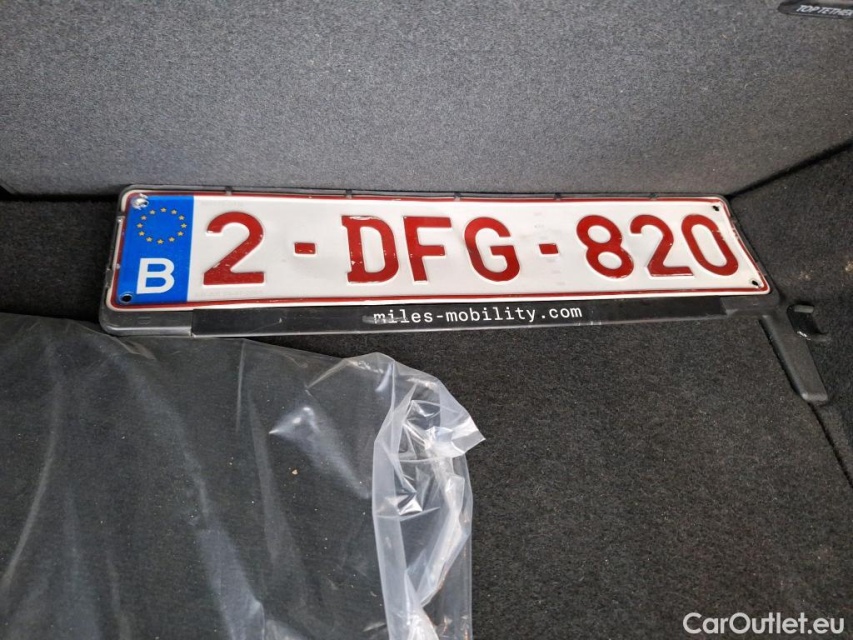 TOP TETHER
B 2-DFG-820
miles-mobility.com
CarOutlet.eu